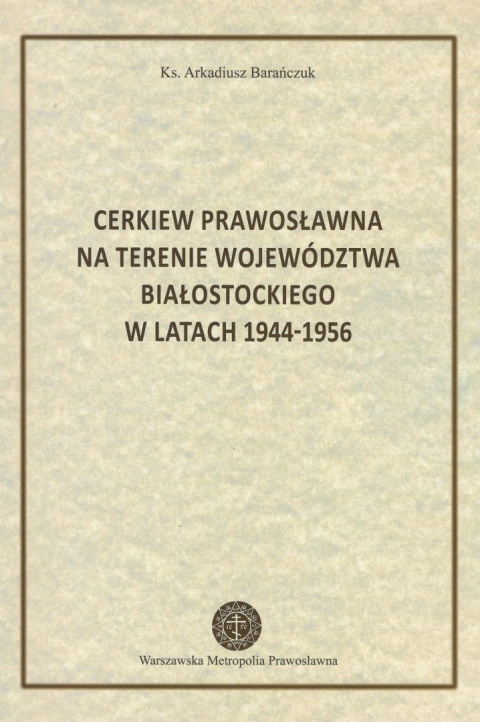 Ks. Arkadiusz Barańczuk
CERKIEW PRAWOSŁAWNA
NA TERENIE WOJEWÓDZTWA
BIAŁOSTOCKIEGO
W LATACH 1944-1956
Warszawska Metropolia Prawosławna